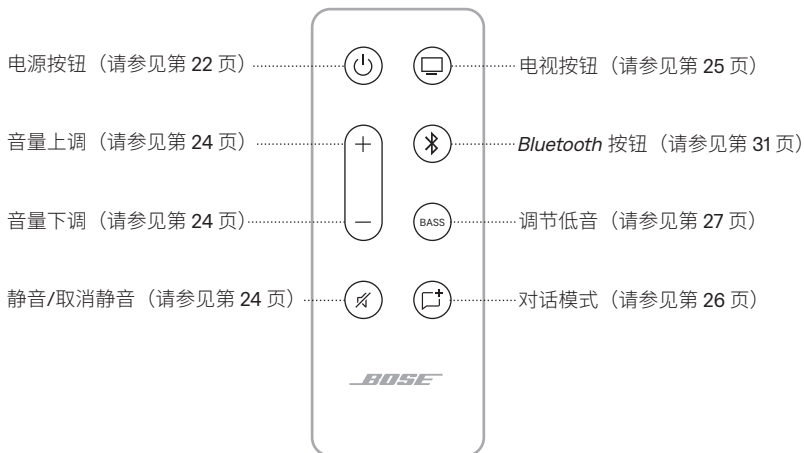 电源按钮（请参见第 22 页）
电视按钮（请参见第 25 页）
音量上调（请参见第 24 页）
Bluetooth 按钮（请参见第 31 页）
音量下调（请参见第 24 页）
BASS
调节低音（请参见第 27 页）
静音/取消静音（请参见第 24 页）
对话模式（请参见第 26 页）
BOSE